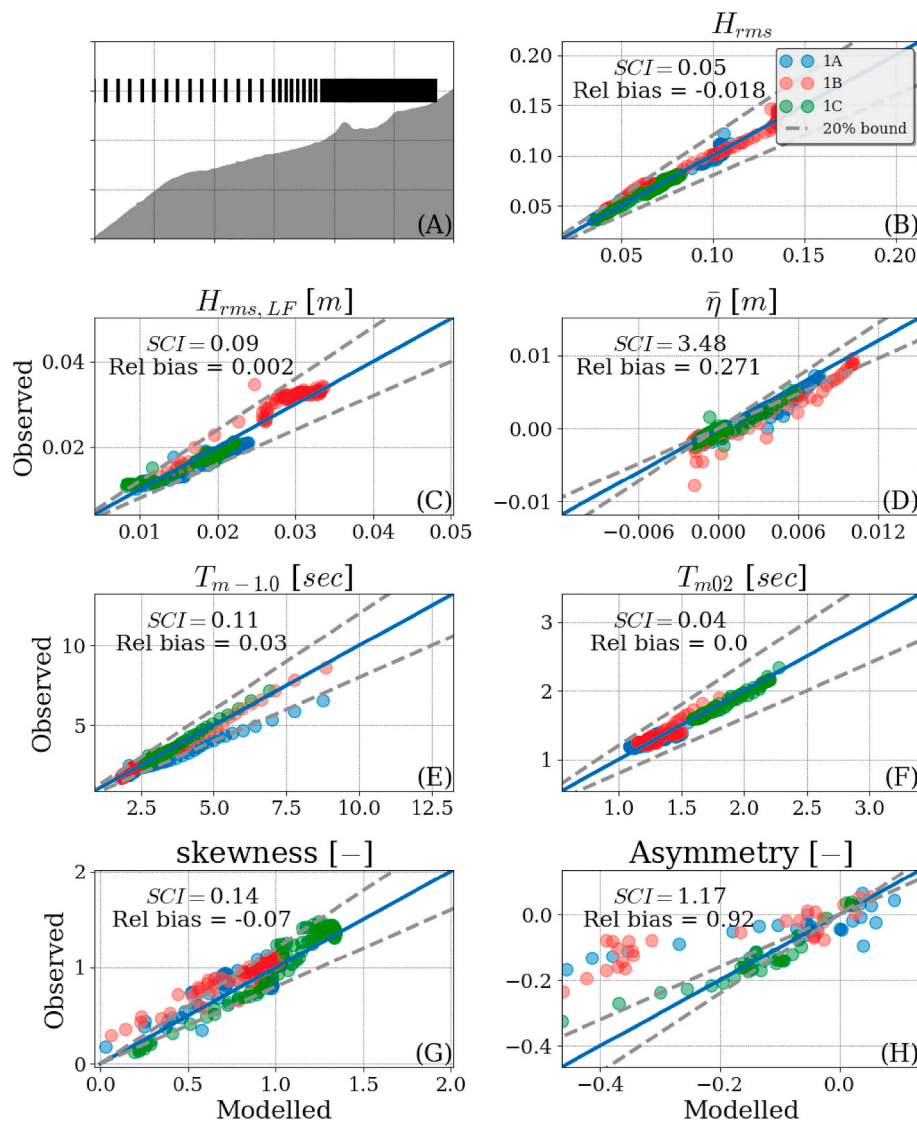 (A)
H_rms
0.20
0.15
0.10
0.05
SCI = 0.05
Rel bias = -0.018
1A
1B
1C
20% bound
(B)
0.05 0.10 0.15 0.20
H_rms, LF [m]
Observed
0.04
0.02
SCI = 0.09
Rel bias = 0.002
(C)
0.01 0.02 0.03 0.04 0.05
η̄ [m]
0.01
0.00
−0.01
SCI = 3.48
Rel bias = 0.271
(D)
−0.006 0.000 0.006 0.012
T_m−1.0 [sec]
Observed
10
5
SCI = 0.11
Rel bias = 0.03
(E)
2.5 5.0 7.5 10.0 12.5
T_m02 [sec]
3
2
1
SCI = 0.04
Rel bias = 0.0
(F)
1.0 1.5 2.0 2.5 3.0
skewness [−]
Observed
2
1
0
SCI = 0.14
Rel bias = -0.07
(G)
0.0 0.5 1.0 1.5 2.0
Modelled
Asymmetry [−]
0.0
−0.2
−0.4
SCI = 1.17
Rel bias = 0.92
(H)
−0.4 −0.2 0.0
Modelled